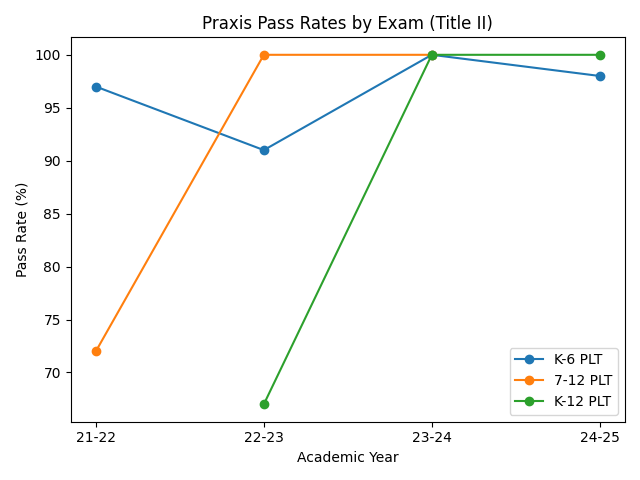 Praxis Pass Rates by Exam (Title II)
100
95
90
85
80
75
70
Pass Rate (%)
K-6 PLT
7-12 PLT
K-12 PLT
21-22 22-23 23-24 24-25
Academic Year